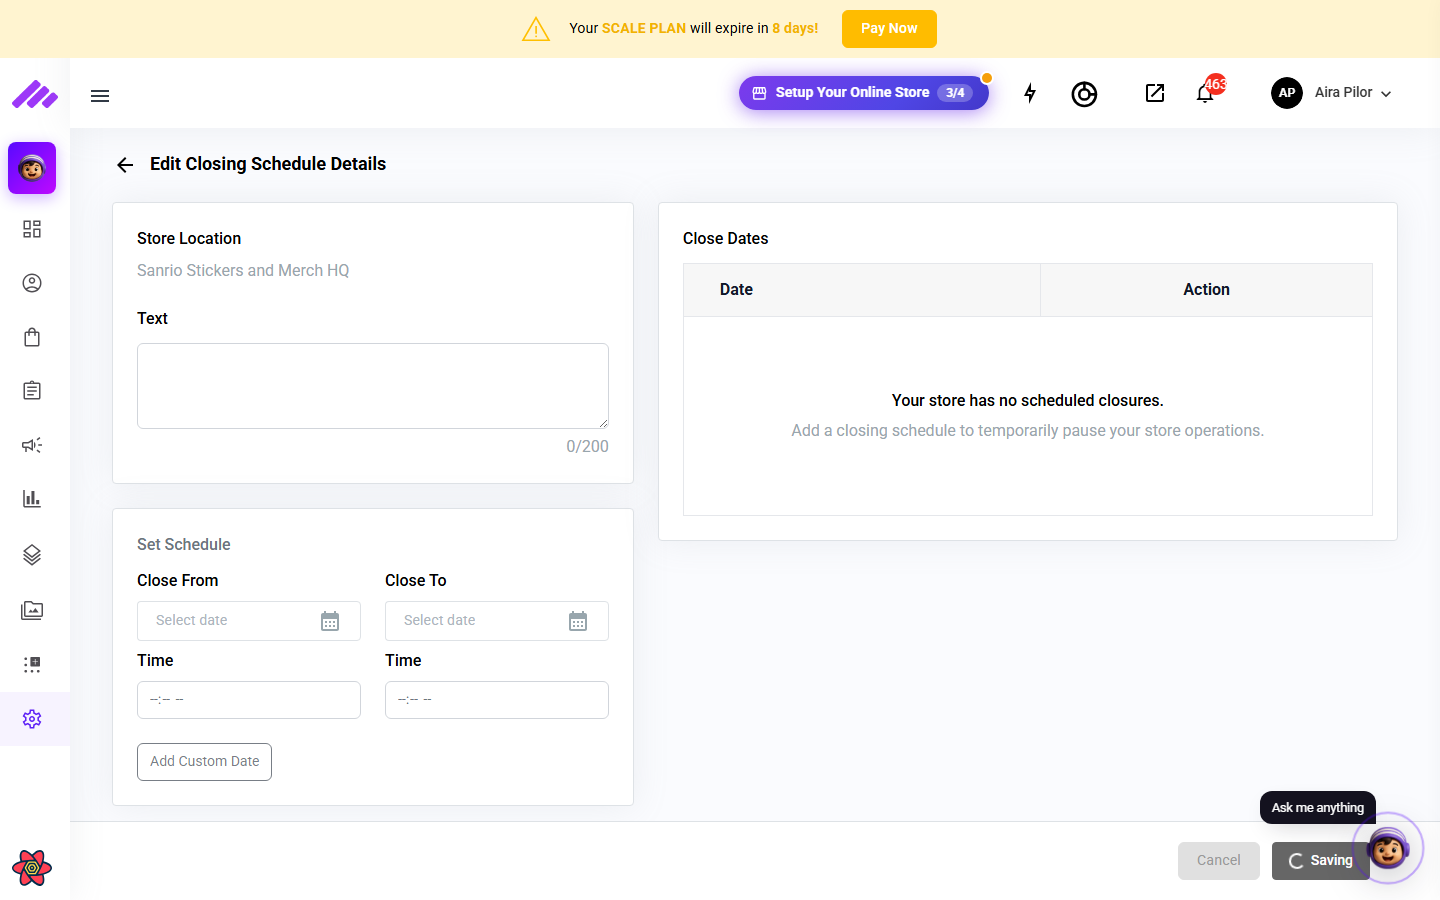 Your SCALE PLAN will expire in 8 days!
Pay Now
Setup Your Online Store 3/4
463
AP
Aira Pilor
Edit Closing Schedule Details
Store Location
Sanrio Stickers and Merch HQ
Text
0/200
Close Dates
Date Action
Your store has no scheduled closures.
Add a closing schedule to temporarily pause your store operations.
Set Schedule
Close From Close To
Select date Select date
Time Time
--:-- -- --:-- --
Add Custom Date
Ask me anything
Cancel
Saving